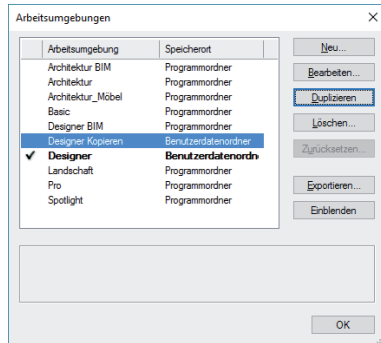 Arbeitsumgebungen
Arbeitsumgebung Speicherort
Architektur BIM Programmordner
Architektur Programmordner
Architektur_Möbel Programmordner
Basic Programmordner
Designer BIM Programmordner
Designer Kopieren Benutzerdatenordner
Designer Benutzerdatenordn
Landschaft Programmordner
Pro Programmordner
Spotlight Programmordner
Neu...
Bearbeiten...
Duplizieren
Löschen...
Zurücksetzen...
Exportieren...
Einblenden
OK